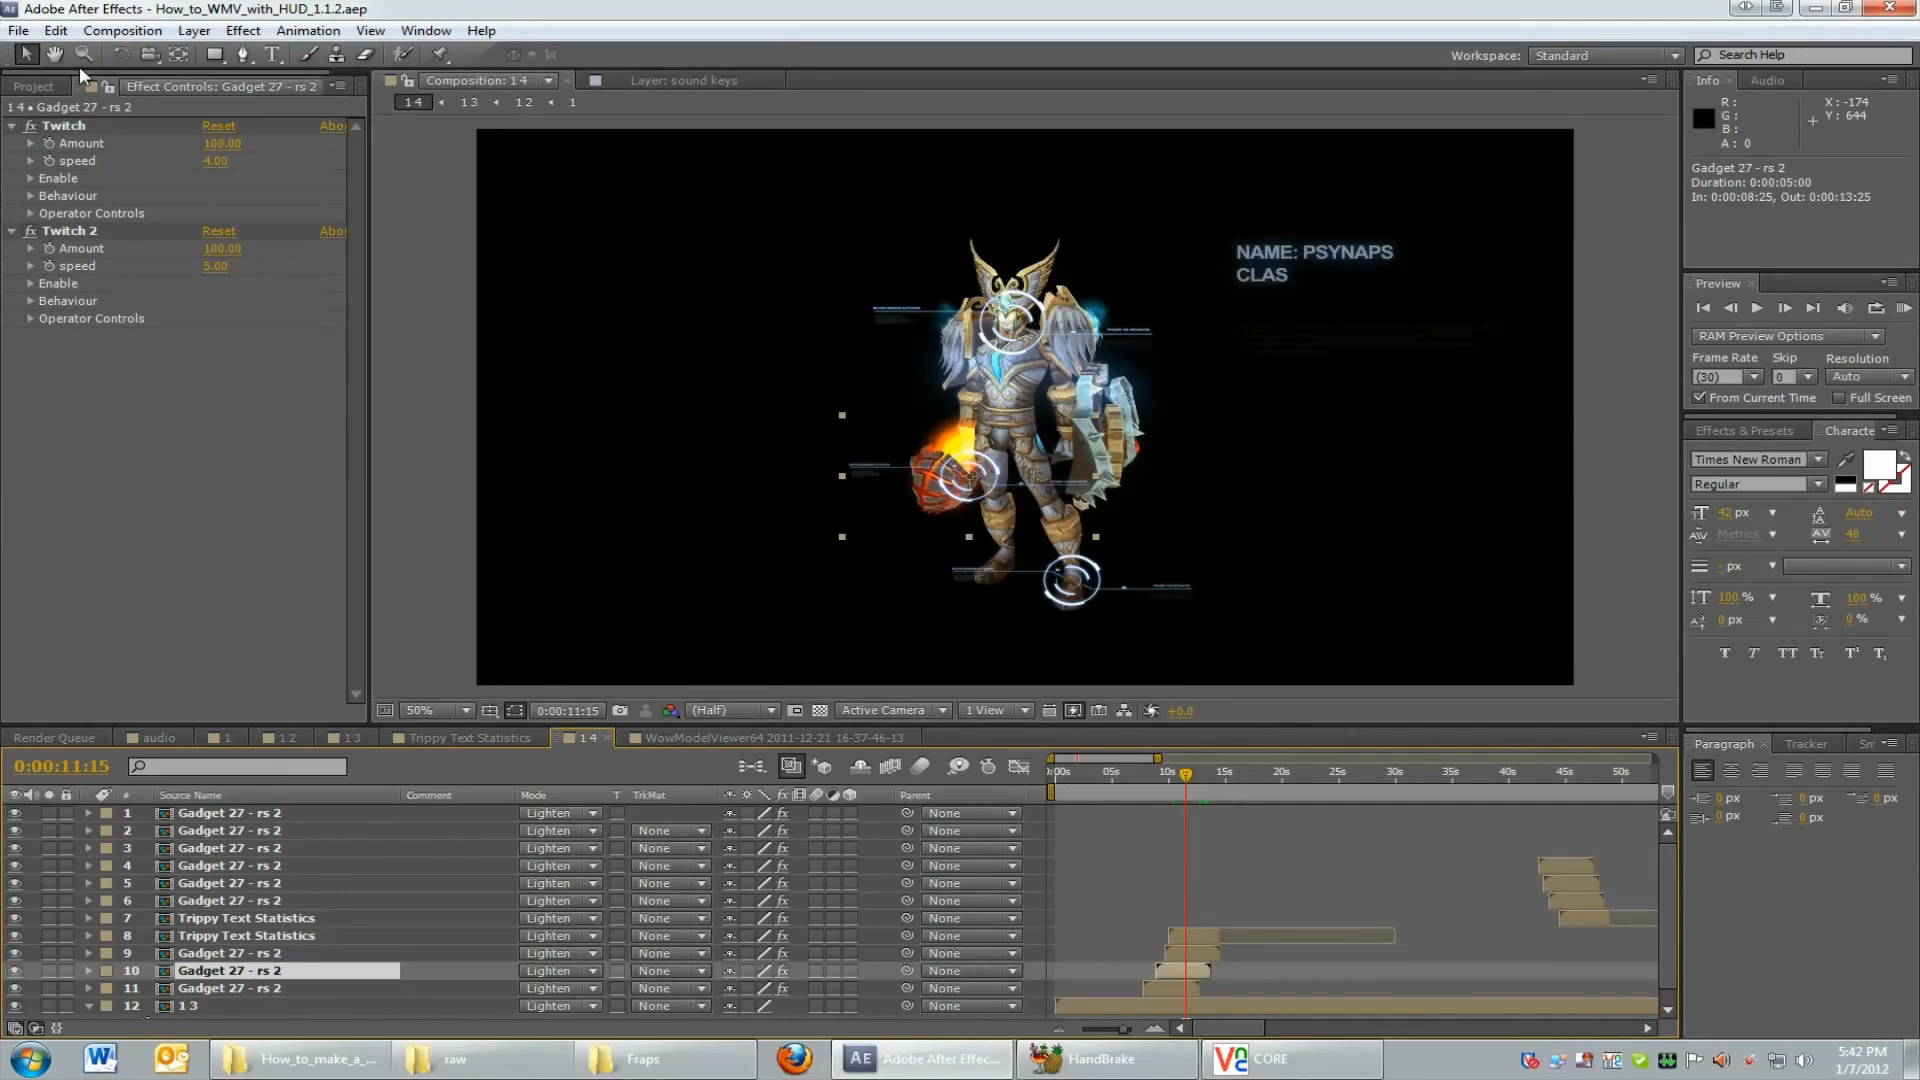 Adobe After Effects - How_to_WMV_with_HUD_1.1.2.aep
File Edit Composition Layer Effect Animation View Window Help
Workspace: Standard Search Help
Project Effect Controls: Gadget 27 - rs 2
1 4 • Gadget 27 - rs 2
Twitch Reset Abo
Amount 100.00
speed 4.00
Enable
Behaviour
Operator Controls
Twitch 2 Reset Abo
Amount 100.00
speed 5.00
Enable
Behaviour
Operator Controls
Composition: 1 4 Layer: sound keys
1 4 1 3 1 2 1
NAME: PSYNAPS
CLAS
50% 0:00:11:15 (Half) Active Camera 1 View +0.0
Info Audio
R: X: -174
G: Y: 644
B:
A: 0
Gadget 27 - rs 2
Duration: 0:00:05:00
In: 0:00:08:25, Out: 0:00:13:25
Preview
RAM Preview Options
Frame Rate Skip Resolution
(30) 0 Auto
From Current Time Full Screen
Effects & Presets Characte
Times New Roman
Regular
42 px Auto
Metrics 48
- px
100 % 100 %
0 px 0 %
T T TT Tt T¹ T₁
Paragraph Tracker Sm
0 px 0 px 0 px
0 px 0 px
Render Queue audio 1 1 2 1 3 Trippy Text Statistics 1 4 WowModelViewer64 2011-12-21 16-37-46-13
0:00:11:15
:00s 05s 10s 15s 20s 25s 30s 35s 40s 45s 50s
# Source Name Comment Mode T TrkMat Parent
1 Gadget 27 - rs 2 Lighten None
2 Gadget 27 - rs 2 Lighten None None
3 Gadget 27 - rs 2 Lighten None None
4 Gadget 27 - rs 2 Lighten None None
5 Gadget 27 - rs 2 Lighten None None
6 Gadget 27 - rs 2 Lighten None None
7 Trippy Text Statistics Lighten None None
8 Trippy Text Statistics Lighten None None
9 Gadget 27 - rs 2 Lighten None None
10 Gadget 27 - rs 2 Lighten None None
11 Gadget 27 - rs 2 Lighten None None
12 1 3 Lighten None None
How_to_make_a_... raw Fraps AE Adobe After Effec... HandBrake CORE
5:42 PM
1/7/2012